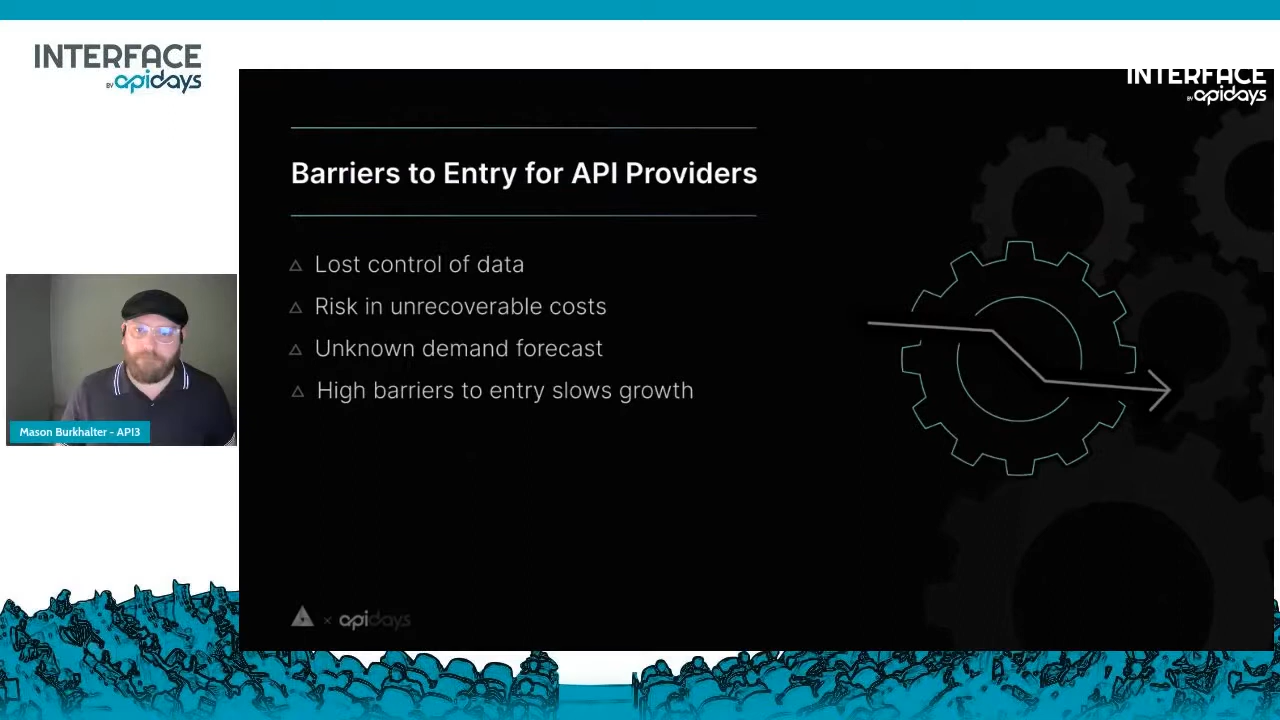 INTERFACE
BY apidays
INTERFACE
BY apidays
Barriers to Entry for API Providers
△ Lost control of data
△ Risk in unrecoverable costs
△ Unknown demand forecast
△ High barriers to entry slows growth
Mason Burkhalter - API3
× apidays